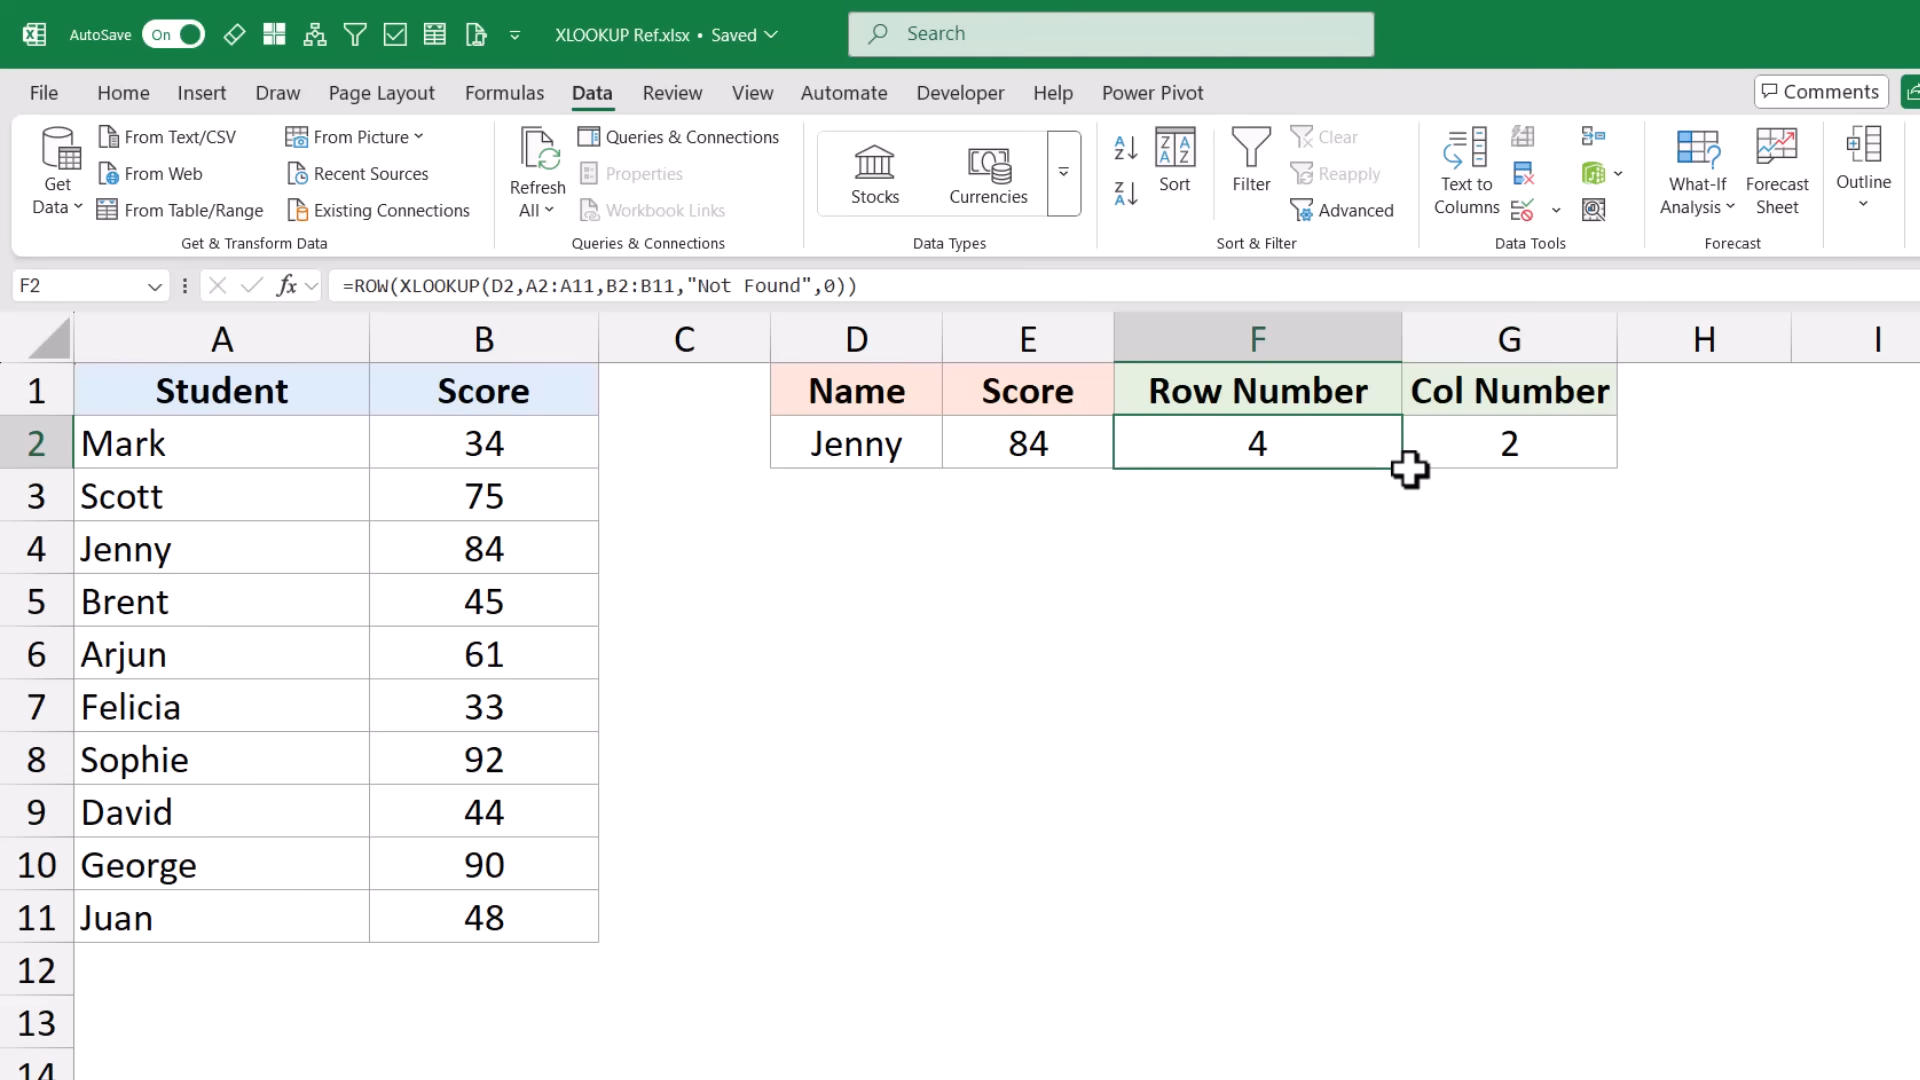 AutoSave On XLOOKUP Ref.xlsx • Saved Search
File Home Insert Draw Page Layout Formulas Data Review View Automate Developer Help Power Pivot Comments
Get Data
From Text/CSV
From Web
From Table/Range
From Picture
Recent Sources
Existing Connections
Get & Transform Data
Refresh All
Queries & Connections
Properties
Workbook Links
Queries & Connections
Stocks
Currencies
Data Types
Sort
Filter
Clear
Reapply
Advanced
Sort & Filter
Text to Columns
Data Tools
What-If Analysis
Forecast Sheet
Forecast
Outline
F2 fx =ROW(XLOOKUP(D2,A2:A11,B2:B11,"Not Found",0))
A B C D E F G H I
1 Student Score Name Score Row Number Col Number
2 Mark 34 Jenny 84 4 2
3 Scott 75
4 Jenny 84
5 Brent 45
6 Arjun 61
7 Felicia 33
8 Sophie 92
9 David 44
10 George 90
11 Juan 48
12
13
14